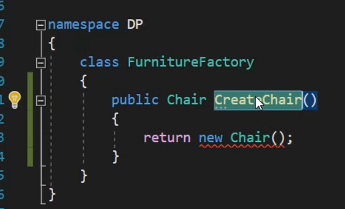 namespace DP
{
class FurnitureFactory
{
public Chair CreateChair()
{
return new Chair();
}
}
}